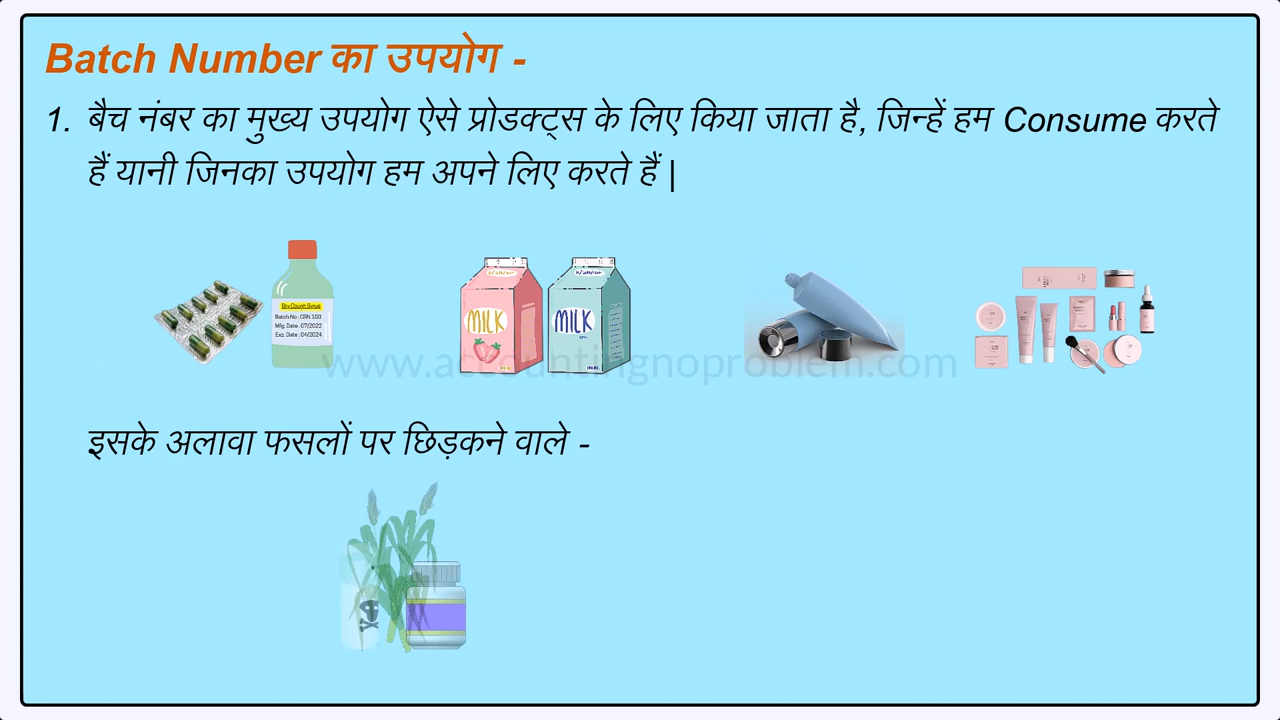 Batch Number का उपयोग -
1. बैच नंबर का मुख्य उपयोग ऐसे प्रोडक्ट्स के लिए किया जाता है, जिन्हें हम Consume करते
हैं यानी जिनका उपयोग हम अपने लिए करते हैं |
Dry Cough Syrup
Batch No : CRN 100
Mfg. Date : 07/2022
Exp. Date : 04/2024
MILK
MILK
www.accountingnoproblem.com
इसके अलावा फसलों पर छिड़कने वाले -